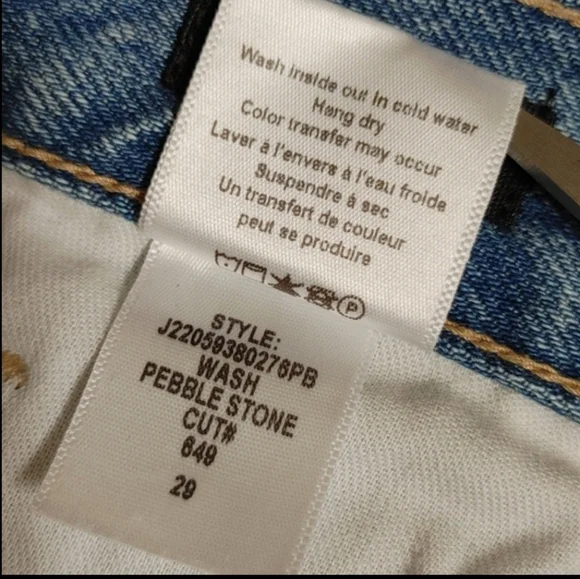 Wash inside out in cold water
Hang dry
Color transfer may occur
Laver à l'envers à l'eau froide
Suspendre à sec
Un transfert de couleur
peut se produire
P
STYLE:
J22059380276PB
WASH
PEBBLE STONE
CUT#
649
29